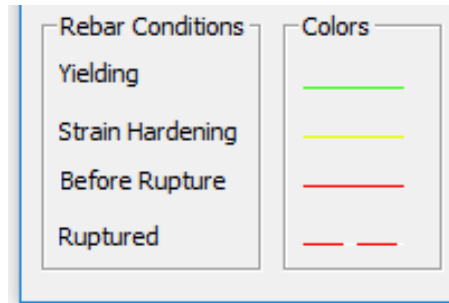 Rebar Conditions
Colors
Yielding
Strain Hardening
Before Rupture
Ruptured